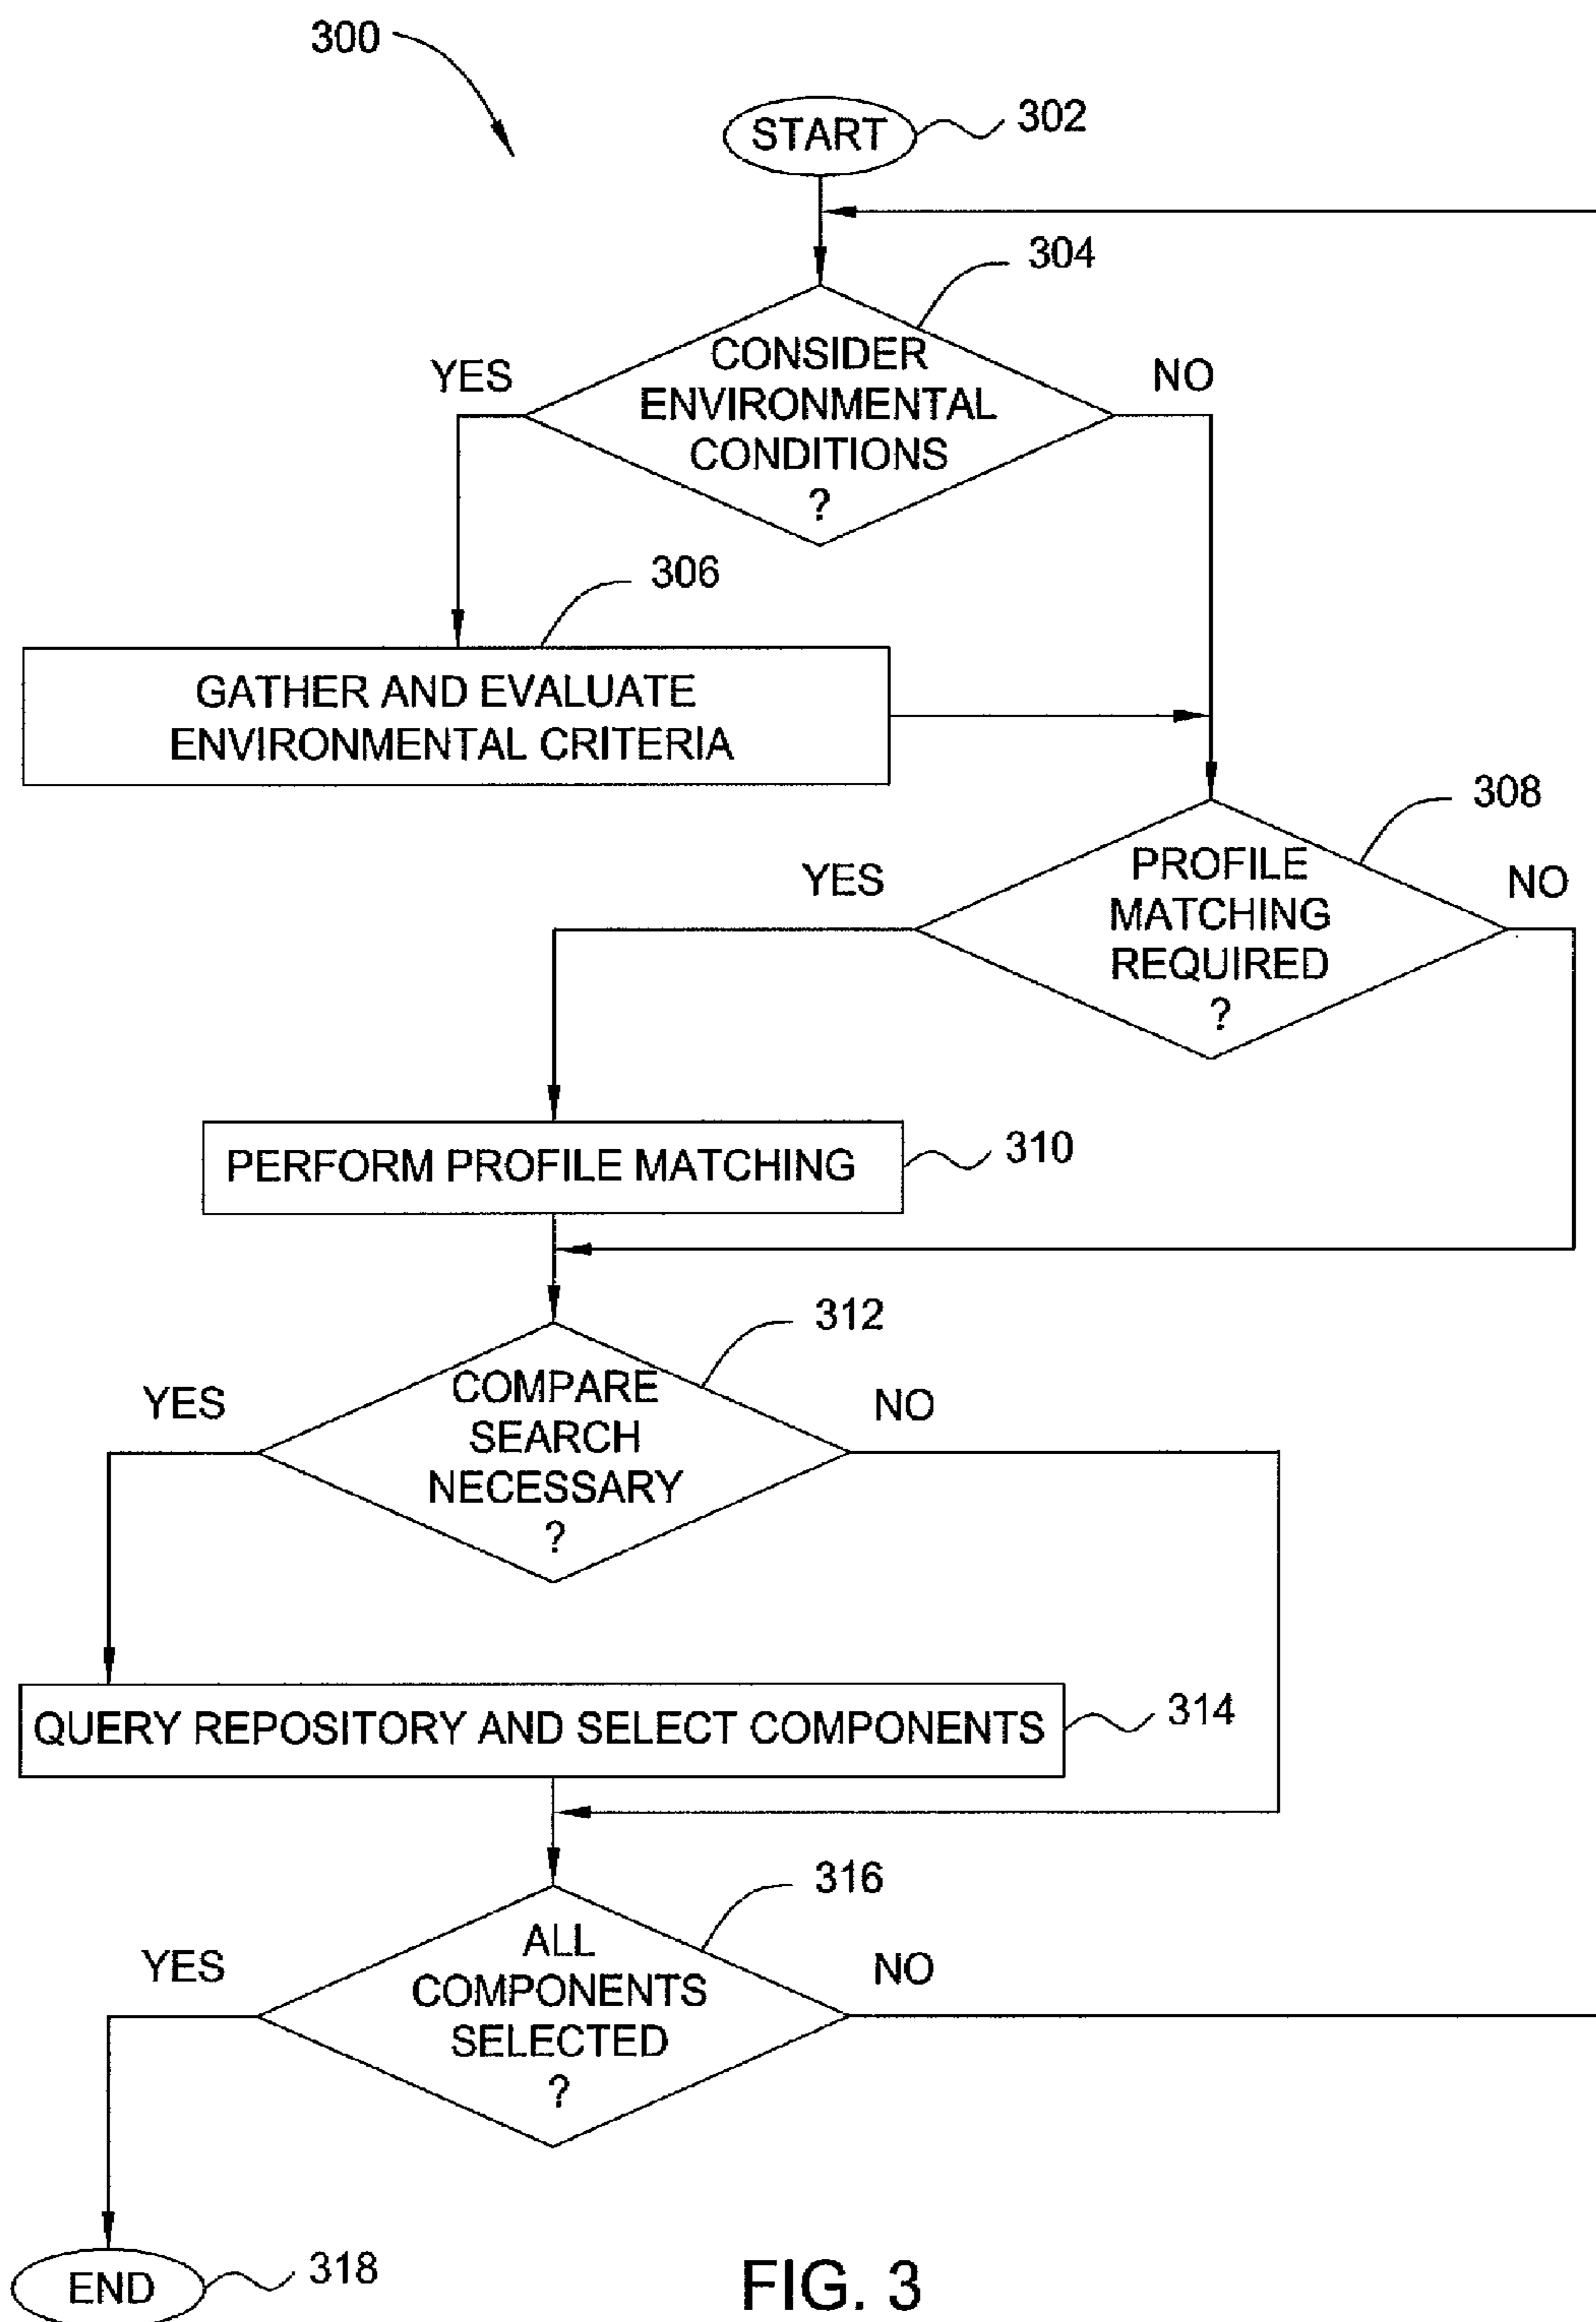 300
START
302
304
CONSIDER
ENVIRONMENTAL
CONDITIONS
?
YES
NO
306
GATHER AND EVALUATE
ENVIRONMENTAL CRITERIA
308
PROFILE
MATCHING
REQUIRED
?
YES
NO
PERFORM PROFILE MATCHING
310
312
COMPARE
SEARCH
NECESSARY
?
YES
NO
QUERY REPOSITORY AND SELECT COMPONENTS
314
316
ALL
COMPONENTS
SELECTED
?
YES
NO
END
318
FIG. 3